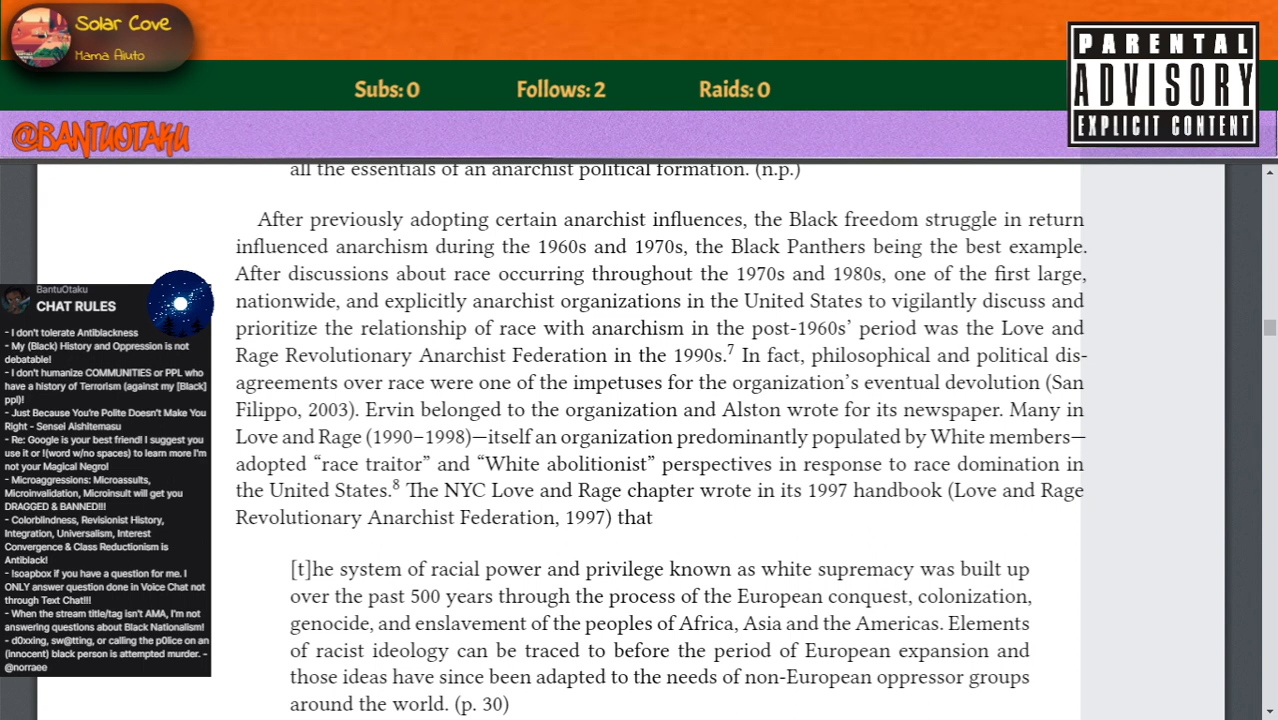 Solar Cove
Mama Aiuto
Subs: 0
Follows: 2
Raids: 0
PARENTAL
ADVISORY
EXPLICIT CONTENT
@BANTUOTAKU
all the essentials of an anarchist political formation. (n.p.)
After previously adopting certain anarchist influences, the Black freedom struggle in return
influenced anarchism during the 1960s and 1970s, the Black Panthers being the best example.
After discussions about race occurring throughout the 1970s and 1980s, one of the first large,
nationwide, and explicitly anarchist organizations in the United States to vigilantly discuss and
prioritize the relationship of race with anarchism in the post-1960s’ period was the Love and
Rage Revolutionary Anarchist Federation in the 1990s.7 In fact, philosophical and political dis-
agreements over race were one of the impetuses for the organization’s eventual devolution (San
Filippo, 2003). Ervin belonged to the organization and Alston wrote for its newspaper. Many in
Love and Rage (1990–1998)—itself an organization predominantly populated by White members—
adopted “race traitor” and “White abolitionist” perspectives in response to race domination in
the United States.8 The NYC Love and Rage chapter wrote in its 1997 handbook (Love and Rage
Revolutionary Anarchist Federation, 1997) that
[t]he system of racial power and privilege known as white supremacy was built up
over the past 500 years through the process of the European conquest, colonization,
genocide, and enslavement of the peoples of Africa, Asia and the Americas. Elements
of racist ideology can be traced to before the period of European expansion and
those ideas have since been adapted to the needs of non-European oppressor groups
around the world. (p. 30)
BantuOtaku
CHAT RULES
- I don't tolerate Antiblackness
- My (Black) History and Oppression is not
debatable!
- I don't humanize COMMUNITIES or PPL who
have a history of Terrorism (against my [Black]
ppl)!
- Just Because You're Polite Doesn't Make You
Right - Sensei Aishitemasu
- Re: Google is your best friend! I suggest you
use it or !(word w/no spaces) to learn more I'm
not your Magical Negro!
- Microaggressions: Microassults,
Microinvalidation, Microinsult will get you
DRAGGED & BANNED!!!
- Colorblindness, Revisionist History,
Integration, Universalism, Interest
Convergence & Class Reductionism is
Antiblack!
- !soapbox if you have a question for me. I
ONLY answer question done in Voice Chat not
through Text Chat!!!
- When the stream title/tag isn't AMA, I'm not
answering questions about Black Nationalism!
- d0xxing, sw@tting, or calling the p0lice on an
(innocent) black person is attempted murder. -
@norraee